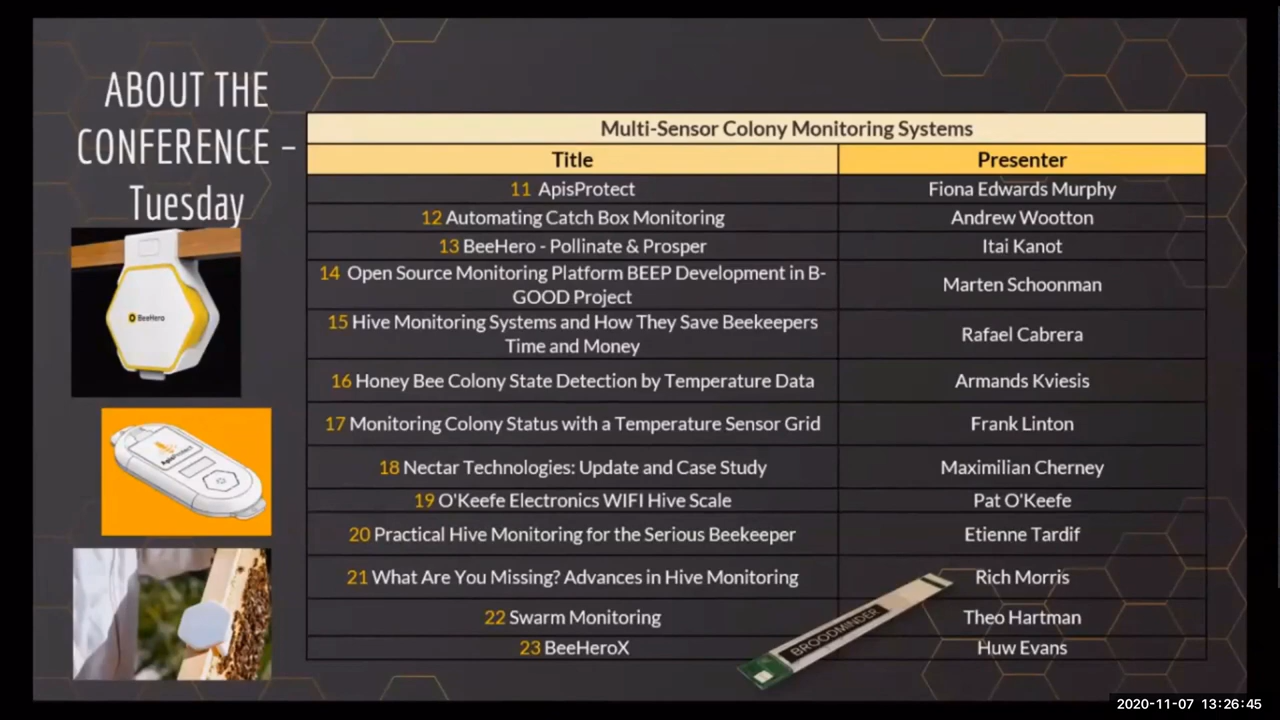 ABOUT THE
CONFERENCE –
Tuesday
Multi-Sensor Colony Monitoring Systems
Title Presenter
11 ApisProtect Fiona Edwards Murphy
12 Automating Catch Box Monitoring Andrew Wootton
13 BeeHero - Pollinate & Prosper Itai Kanot
14 Open Source Monitoring Platform BEEP Development in B-
GOOD Project Marten Schoonman
15 Hive Monitoring Systems and How They Save Beekeepers
Time and Money Rafael Cabrera
16 Honey Bee Colony State Detection by Temperature Data Armands Kviesis
17 Monitoring Colony Status with a Temperature Sensor Grid Frank Linton
18 Nectar Technologies: Update and Case Study Maximilian Cherney
19 O'Keefe Electronics WIFI Hive Scale Pat O'Keefe
20 Practical Hive Monitoring for the Serious Beekeeper Etienne Tardif
21 What Are You Missing? Advances in Hive Monitoring Rich Morris
22 Swarm Monitoring Theo Hartman
23 BeeHeroX Huw Evans
BeeHero
ApisProtect
BROODMINDER
2020-11-07 13:26:45